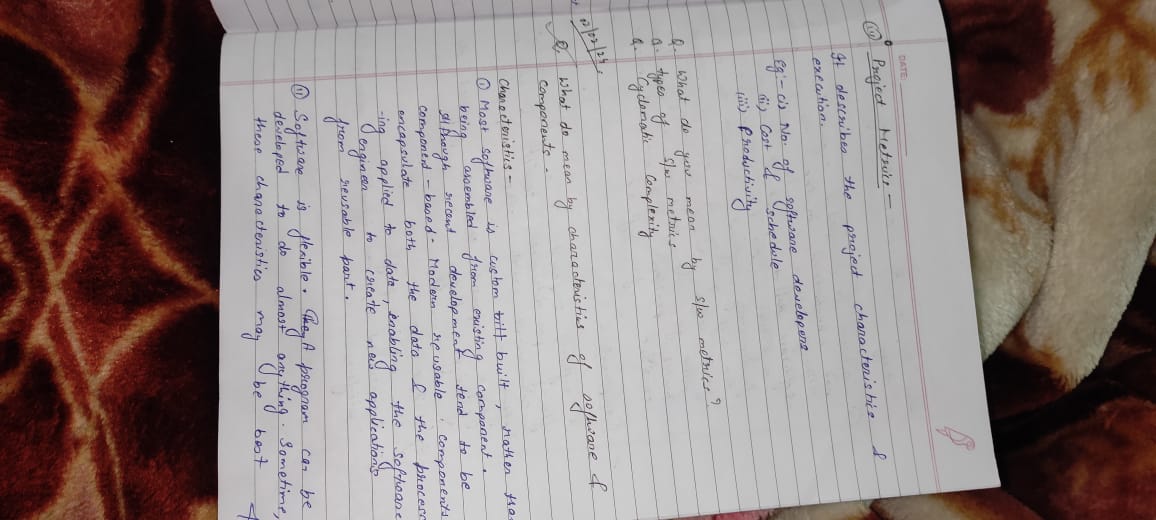 DATE:
(iii) Project Metrics :-
It describes the project characteristic &
execution.
eg:- (i) No. of software developers
(ii) Cost & schedule
(iii) Productivity
Q. What do you mean by s/w metrics?
Q. types of s/w metrics
Q. Cyclomatic Complexity
Q. What do mean by characteristics of software &
components.
Characteristics -
(i) Most software is custom built, rather than
being assembled from existing component.
although recent development tend to be
component-based. Modern reusable components
encapsulate both the data & the process
-ing applied to data, enabling the software
engineer to create new applications
from reusable part.
(ii) Software is flexible. A program can be
developed to do almost anything. Sometime,
these characteristics may be best